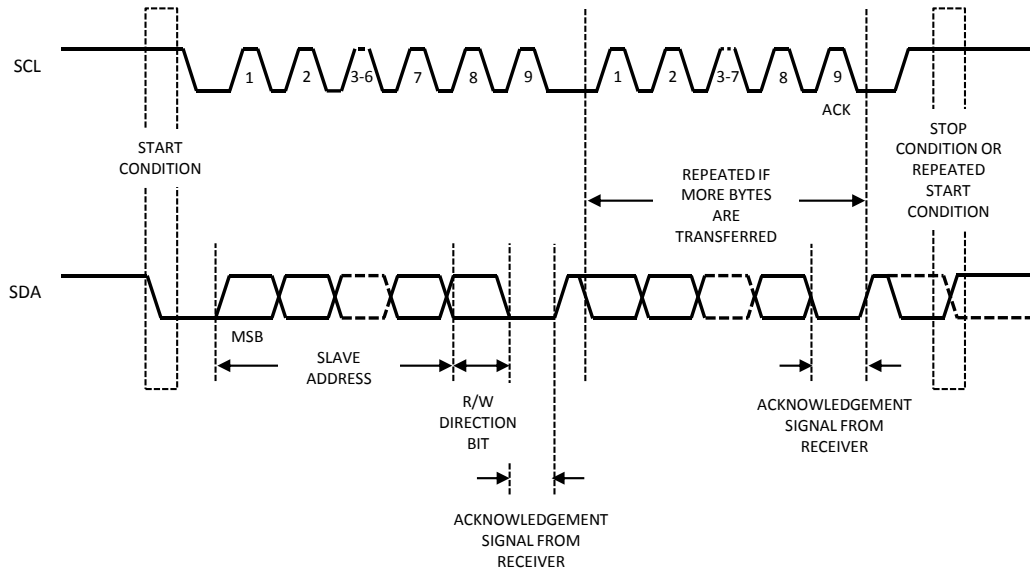 SCL
1
2
3-6
7
8
9
1
2
3-7
8
9
ACK
START
CONDITION
REPEATED IF
MORE BYTES
ARE
TRANSFERRED
STOP
CONDITION OR
REPEATED
START
CONDITION
SDA
MSB
SLAVE
ADDRESS
R/W
DIRECTION
BIT
ACKNOWLEDGEMENT
SIGNAL FROM
RECEIVER
ACKNOWLEDGEMENT
SIGNAL FROM
RECEIVER